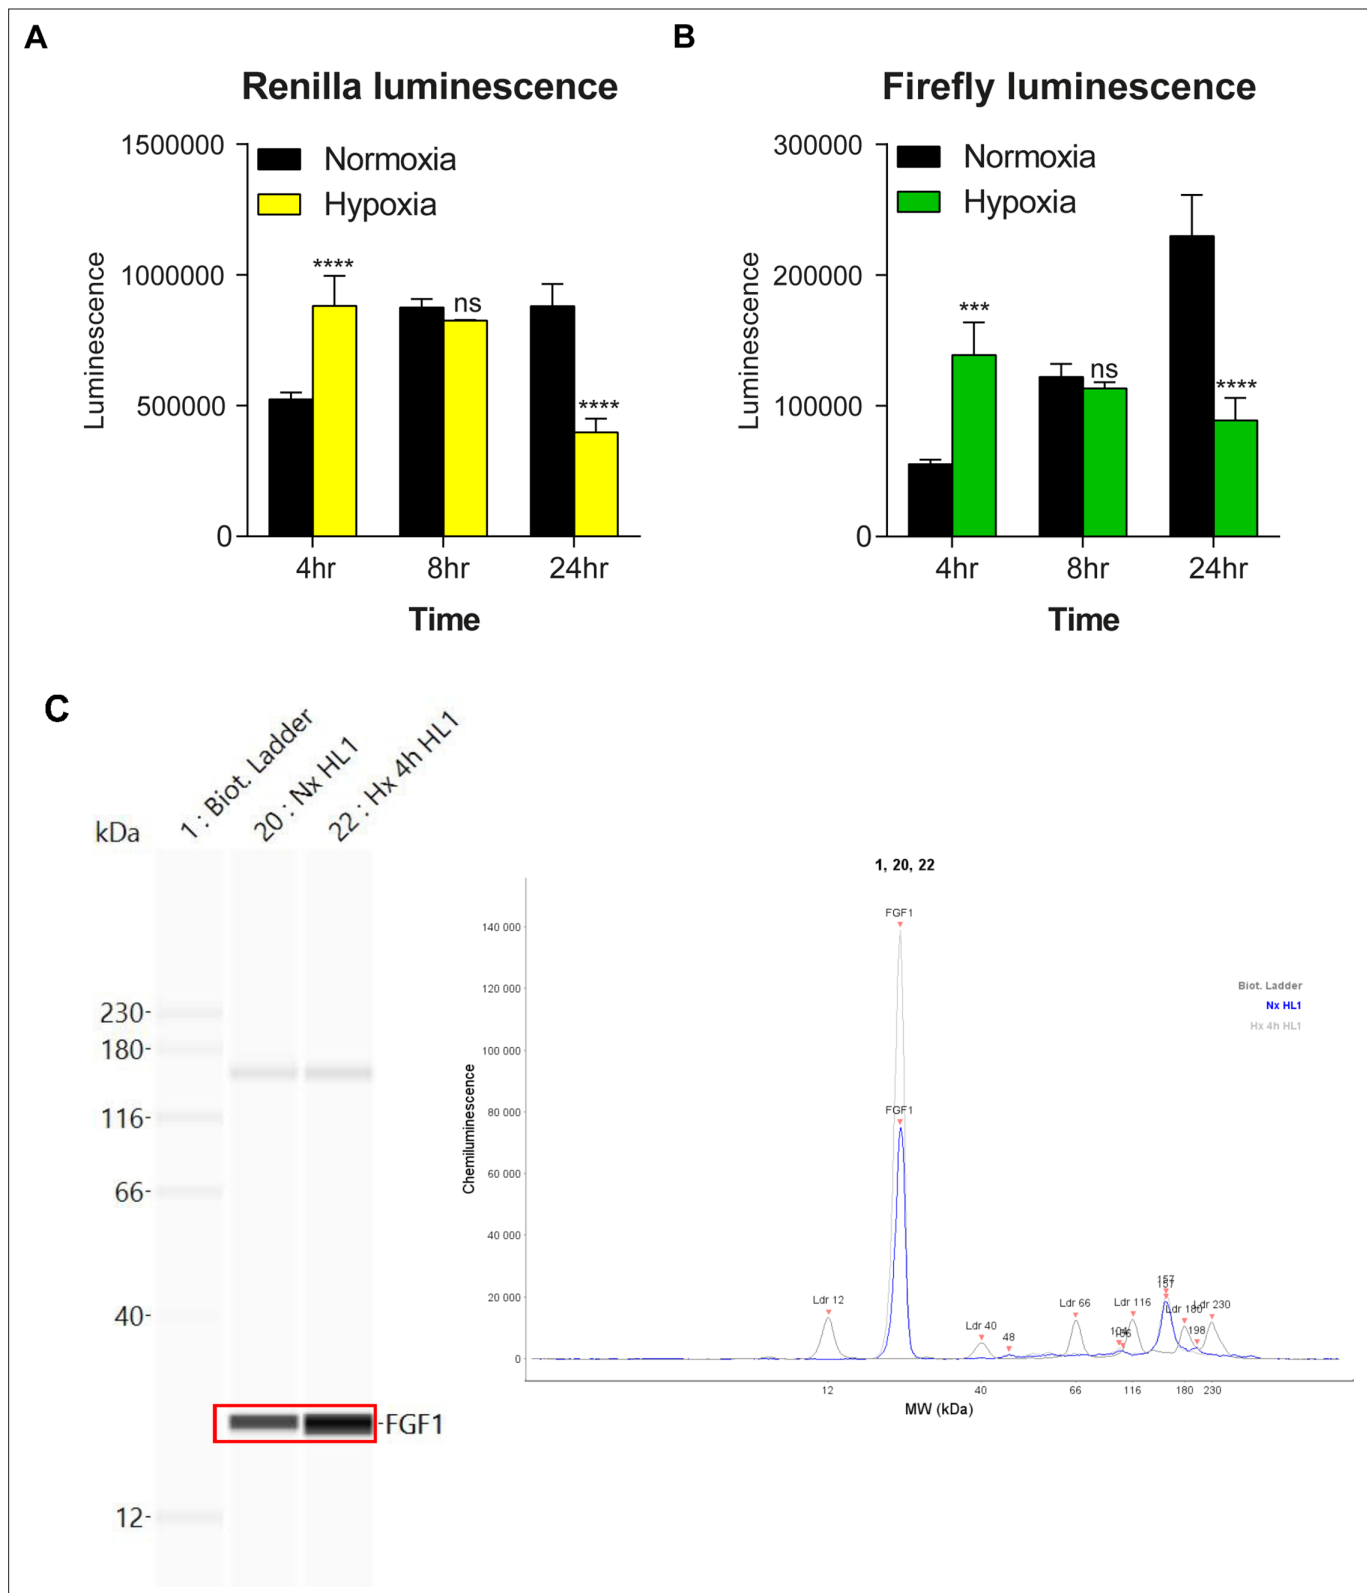 A
Renilla luminescence
1500000
1000000
500000
0
Luminescence
Normoxia
Hypoxia
****
ns
****
4hr
8hr
24hr
Time
B
Firefly luminescence
300000
200000
100000
0
Luminescence
Normoxia
Hypoxia
***
ns
****
4hr
8hr
24hr
Time
C
kDa
1 : Biot. Ladder
20 : Nx HL1
22 : Hx 4h HL1
230-
180-
116-
66-
40-
12-
-FGF1
1, 20, 22
Chemiluminescence
140 000
120 000
100 000
80 000
60 000
40 000
20 000
0
FGF1
FGF1
Biot. Ladder
Nx HL1
Hx 4h HL1
Ldr 12
Ldr 40
48
Ldr 66
104
Ldr 116
157
157
Ldr 180
198
Ldr 230
12
40
66
116
180
230
MW (kDa)